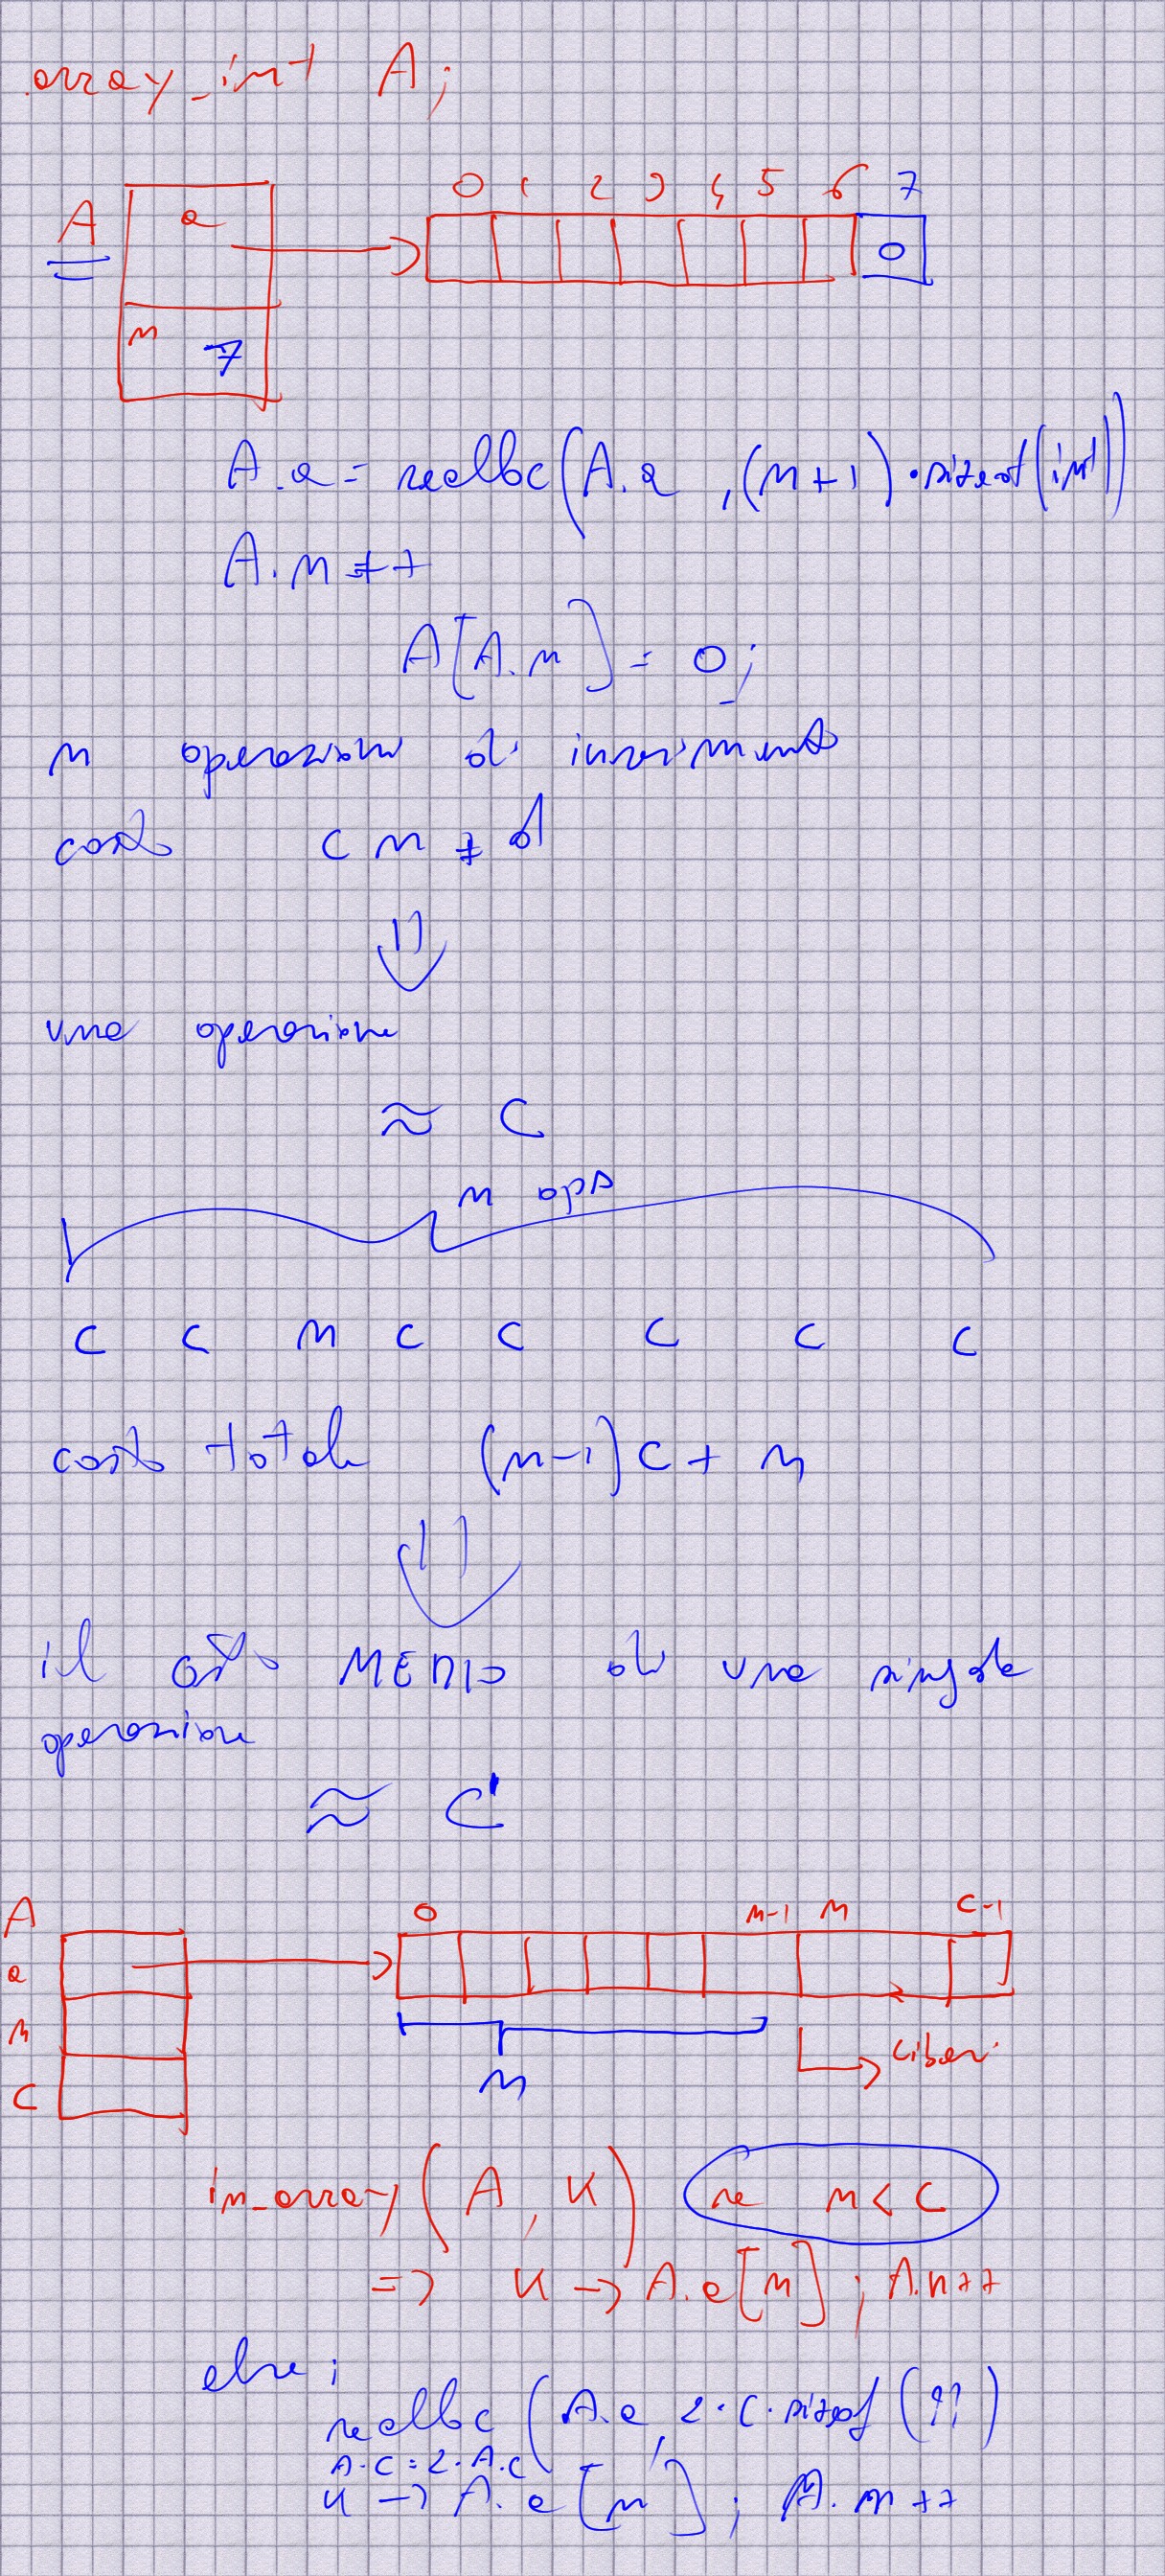 array_int A;
0 1 2 3 4 5 6 7
A a 0
n 7
A.a = realloc(A.a, (n+1)·sizeof(int))
A.n++
A[A.n] = 0;
n operazioni di inserimento
costo c n + d
⇓
una operazione
≈ C
n ops
C C n C C C C C
costo totale (n-1)C + n
⇓
il costo MEDIO di una singola
operazione
≈ C'
A 0 n-1 n C-1
a
n liberi
n
C
in_array(A, K) se n < C
=> K -> A.a[n]; A.n++
else:
realloc(A.a, 2·C·sizeof(!!)
A.C = 2·A.C
K -> A.a[n]; A.n++